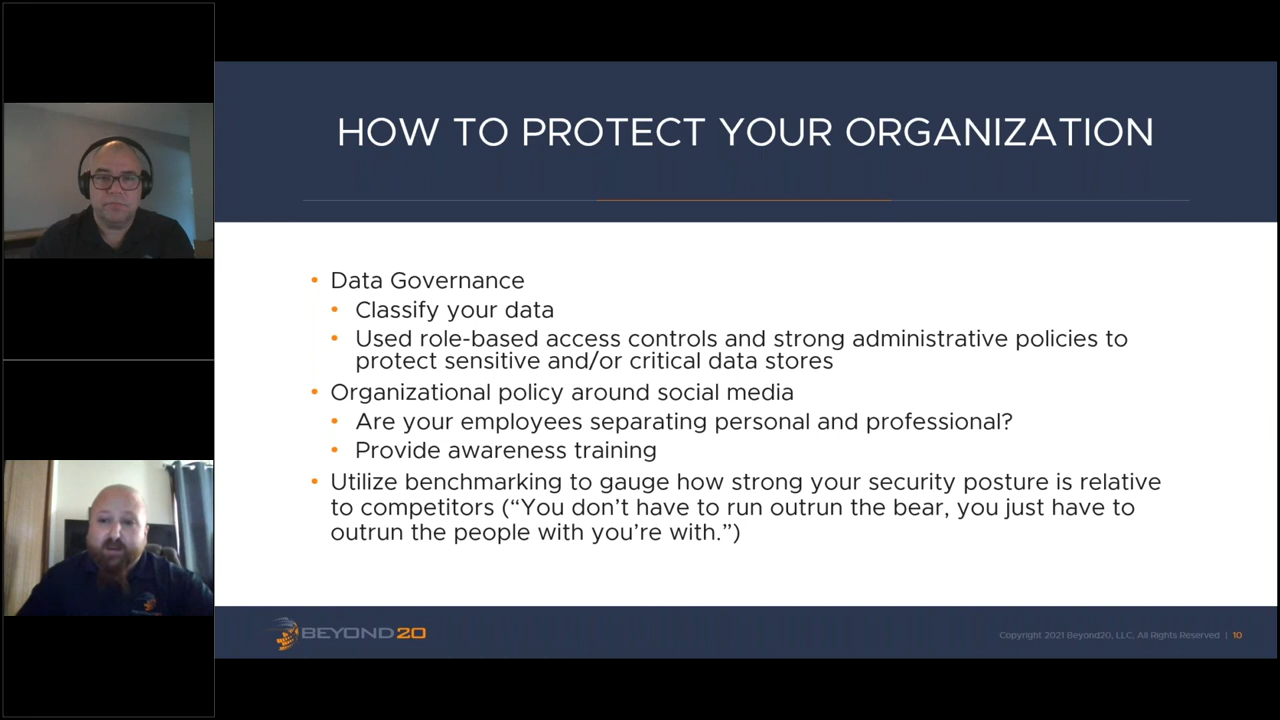 HOW TO PROTECT YOUR ORGANIZATION
• Data Governance
• Classify your data
• Used role-based access controls and strong administrative policies to
protect sensitive and/or critical data stores
• Organizational policy around social media
• Are your employees separating personal and professional?
• Provide awareness training
• Utilize benchmarking to gauge how strong your security posture is relative
to competitors (“You don’t have to run outrun the bear, you just have to
outrun the people with you’re with.”)
BEYOND20
Copyright 2021 Beyond20, LLC, All Rights Reserved | 10